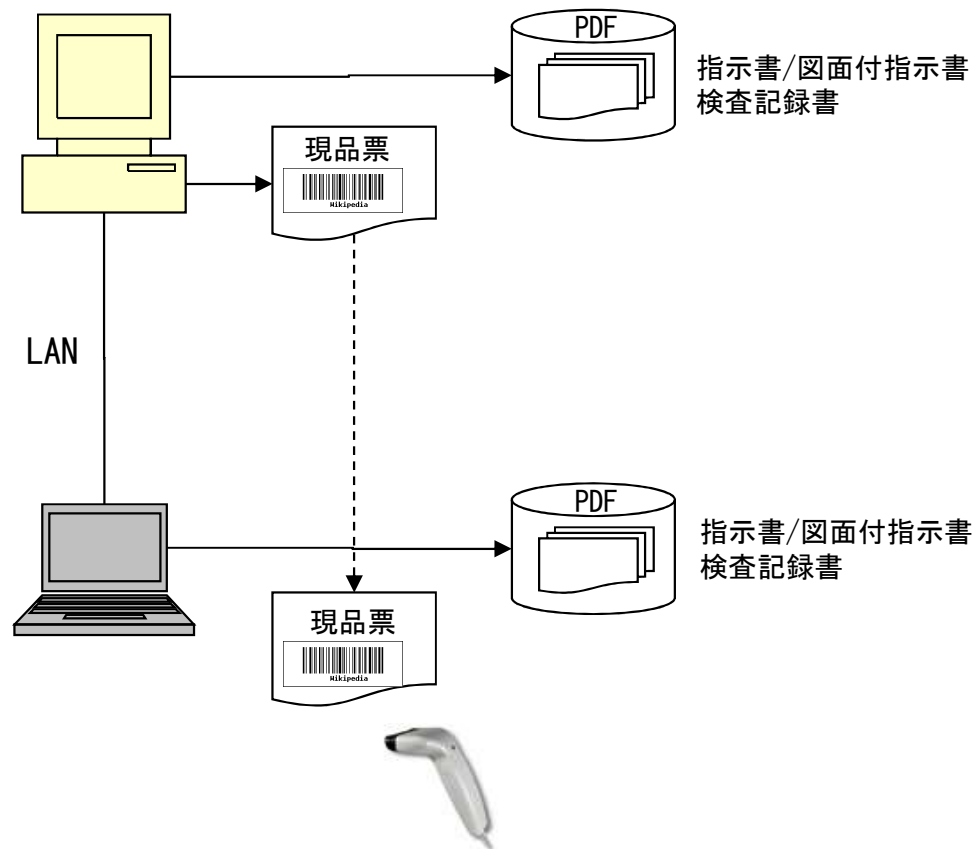 PDF
指示書/図面付指示書
検査記録書
現品票
Wikipedia
LAN
PDF
指示書/図面付指示書
検査記録書
現品票
Wikipedia